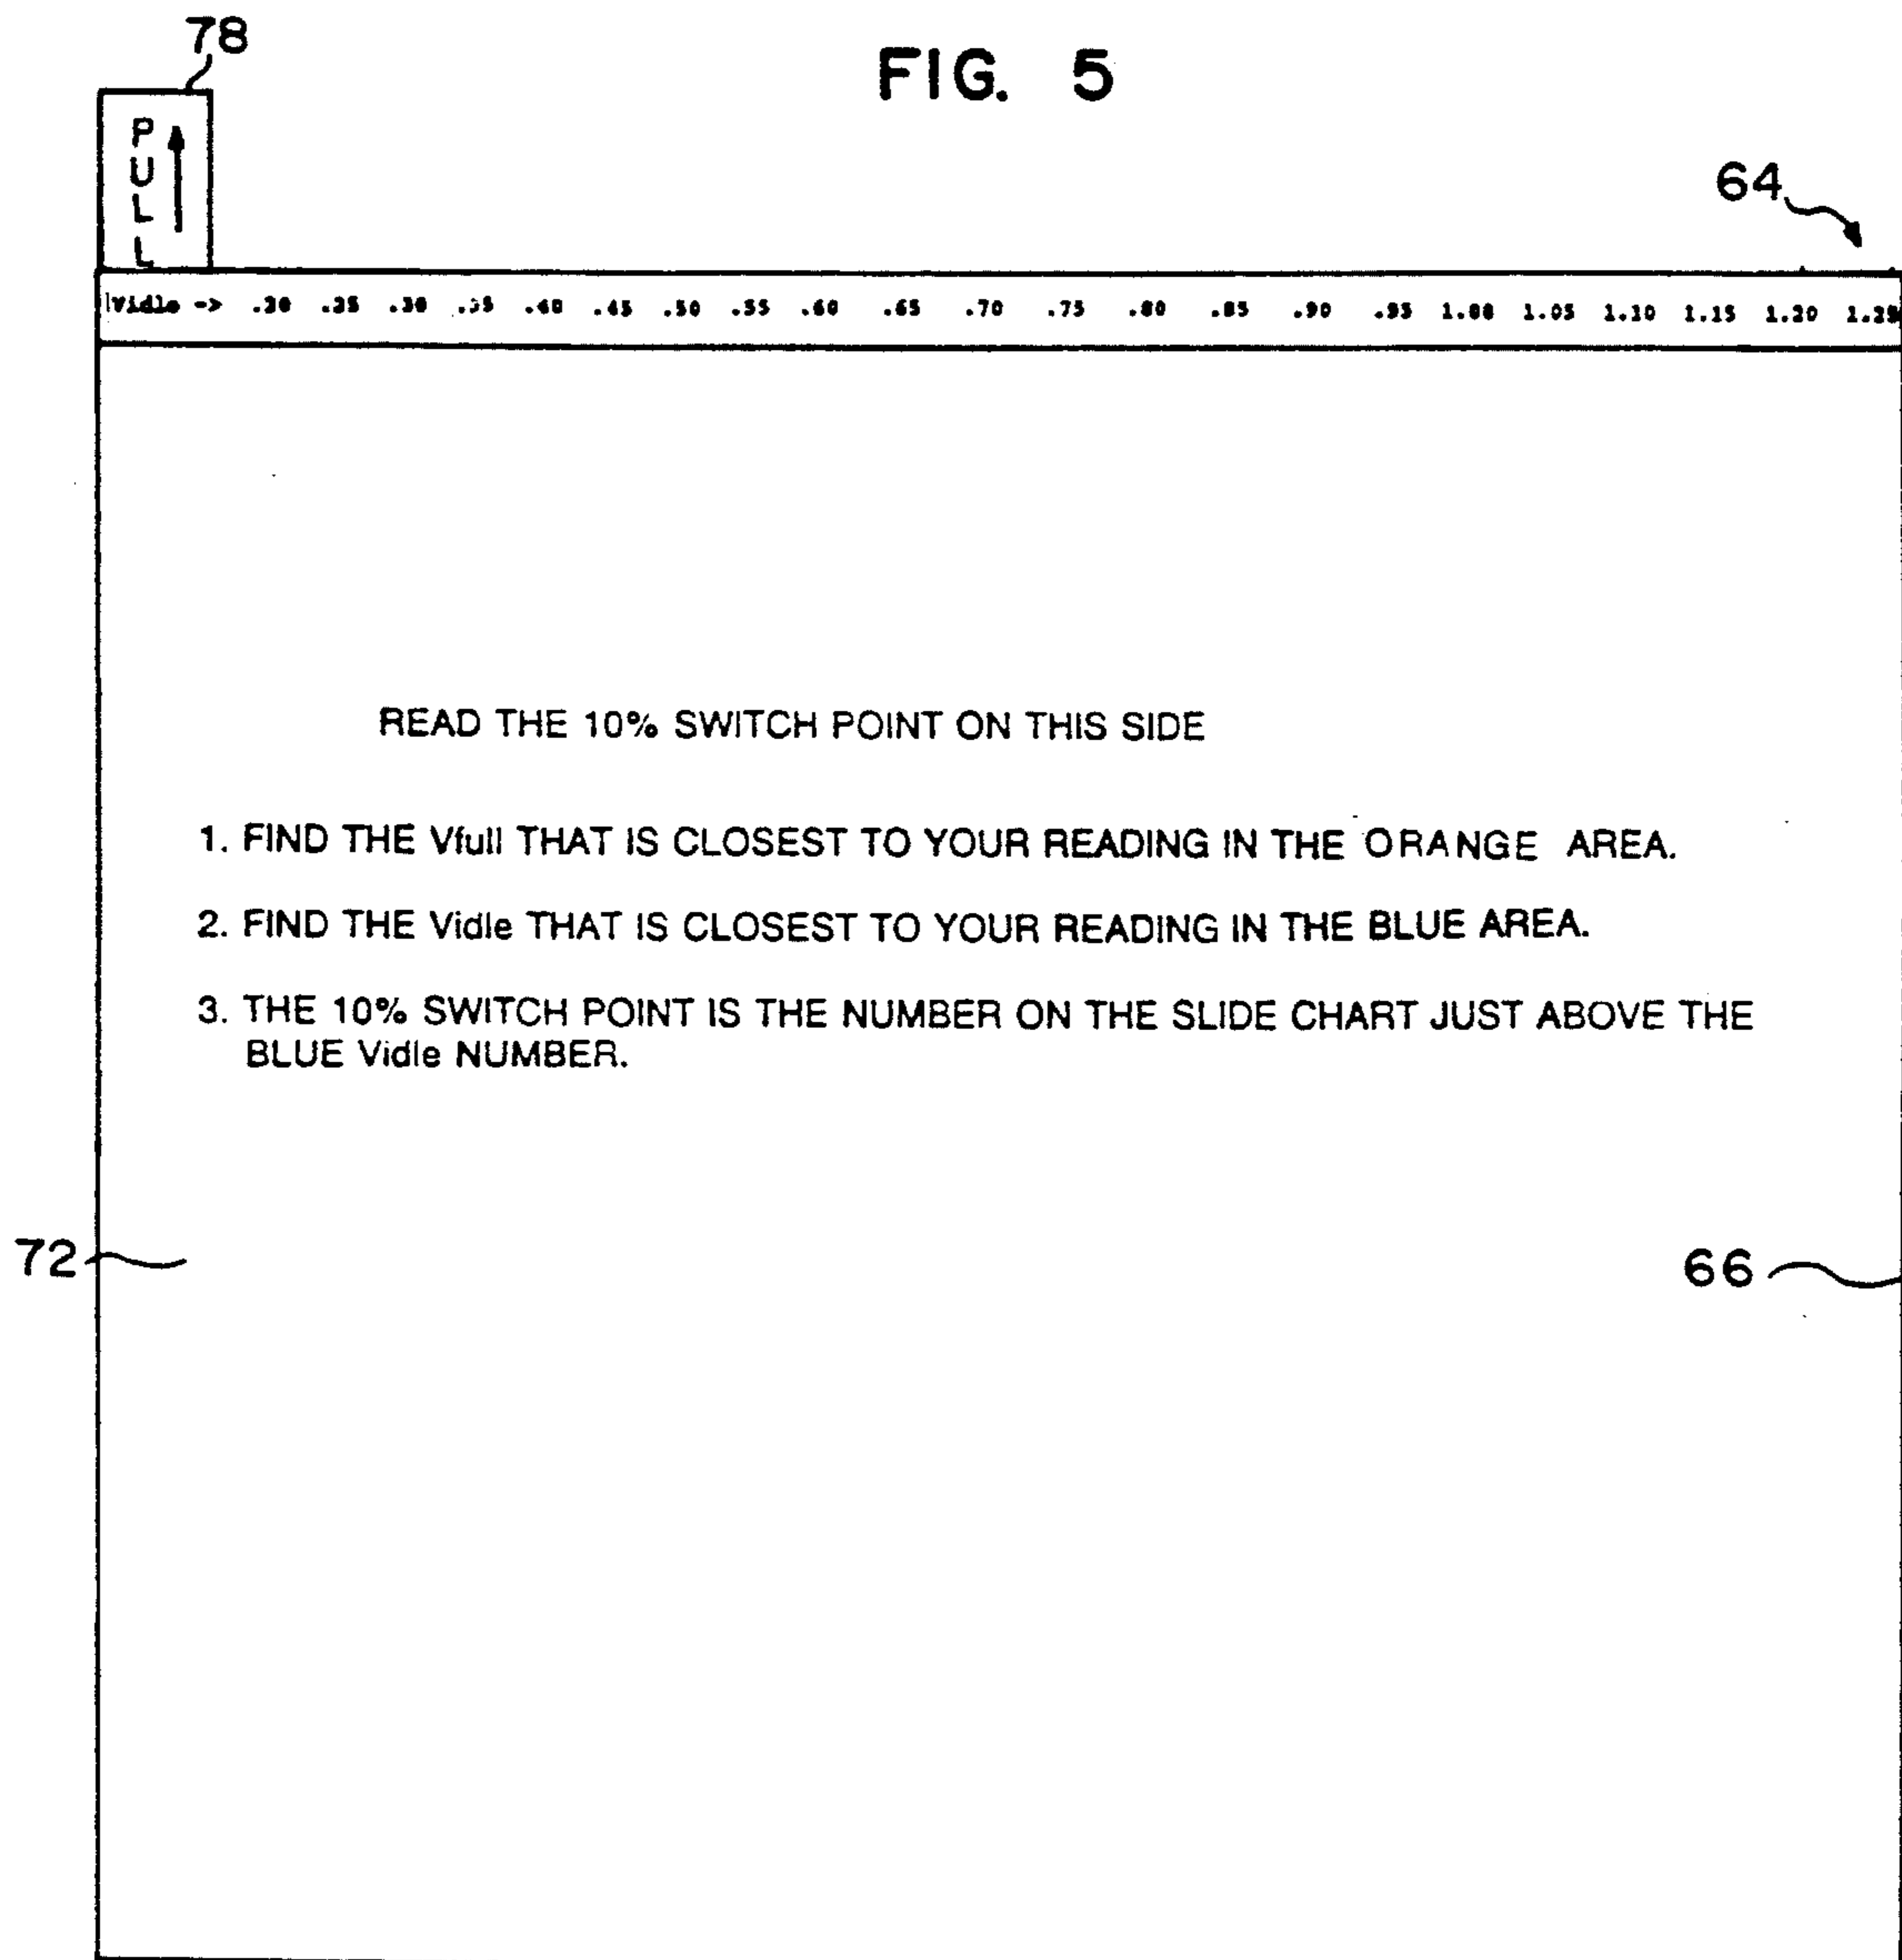 78
FIG. 5
PULL
64
Vidle -> .20 .25 .30 .35 .40 .45 .50 .55 .60 .65 .70 .75 .80 .85 .90 .95 1.00 1.05 1.10 1.15 1.20 1.25
READ THE 10% SWITCH POINT ON THIS SIDE
1. FIND THE Vfull THAT IS CLOSEST TO YOUR READING IN THE ORANGE AREA.
2. FIND THE Vidle THAT IS CLOSEST TO YOUR READING IN THE BLUE AREA.
3. THE 10% SWITCH POINT IS THE NUMBER ON THE SLIDE CHART JUST ABOVE THE
BLUE Vidle NUMBER.
72
66